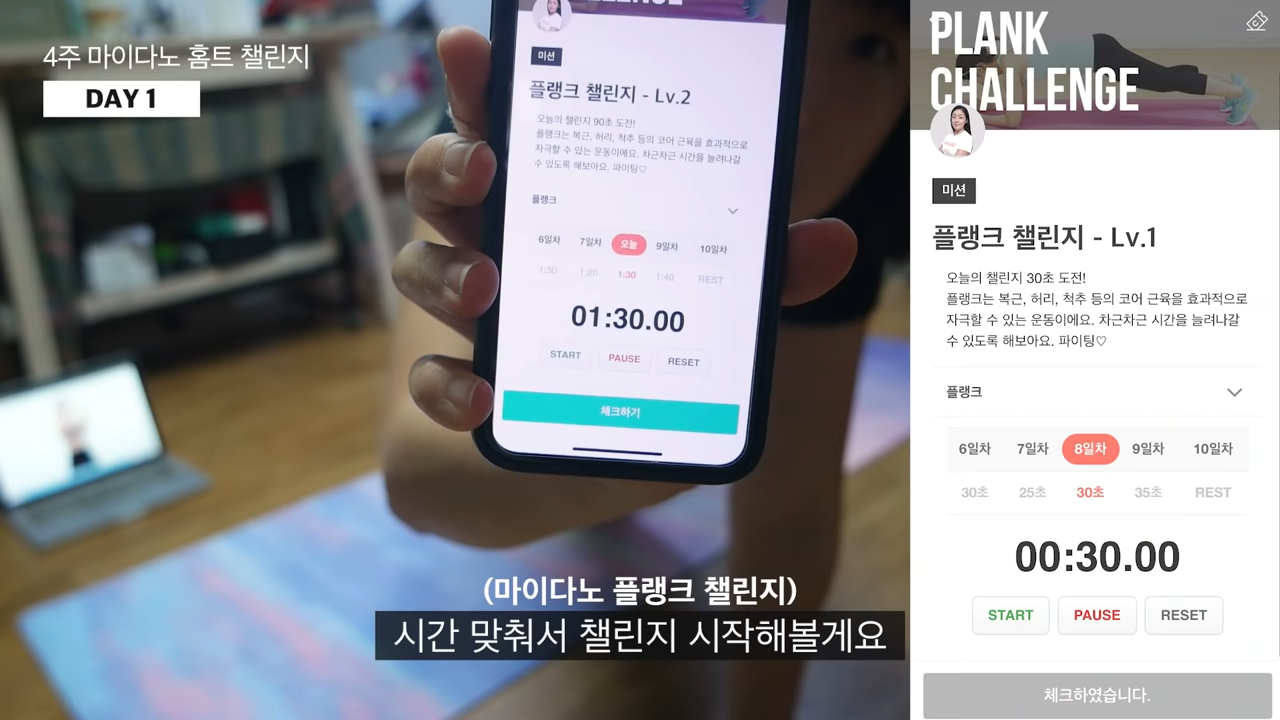 4주 마이다노 홈트 챌린지
DAY 1
미션
플랭크 챌린지 - Lv.2
오늘의 챌린지 90초 도전!
플랭크는 복근, 허리, 척추 등의 코어 근육을 효과적으로
자극할 수 있는 운동이에요. 차근차근 시간을 늘려나갈
수 있도록 해보아요. 파이팅♡
플랭크
6일차 7일차 오늘 9일차 10일차
1:30 1:20 1:30 1:40 REST
01:30.00
START PAUSE RESET
체크하기
(마이다노 플랭크 챌린지)
시간 맞춰서 챌린지 시작해볼게요
PLANK
CHALLENGE
미션
플랭크 챌린지 - Lv.1
오늘의 챌린지 30초 도전!
플랭크는 복근, 허리, 척추 등의 코어 근육을 효과적으로
자극할 수 있는 운동이에요. 차근차근 시간을 늘려나갈
수 있도록 해보아요. 파이팅♡
플랭크
6일차 7일차 8일차 9일차 10일차
30초 25초 30초 35초 REST
00:30.00
START PAUSE RESET
체크하였습니다.